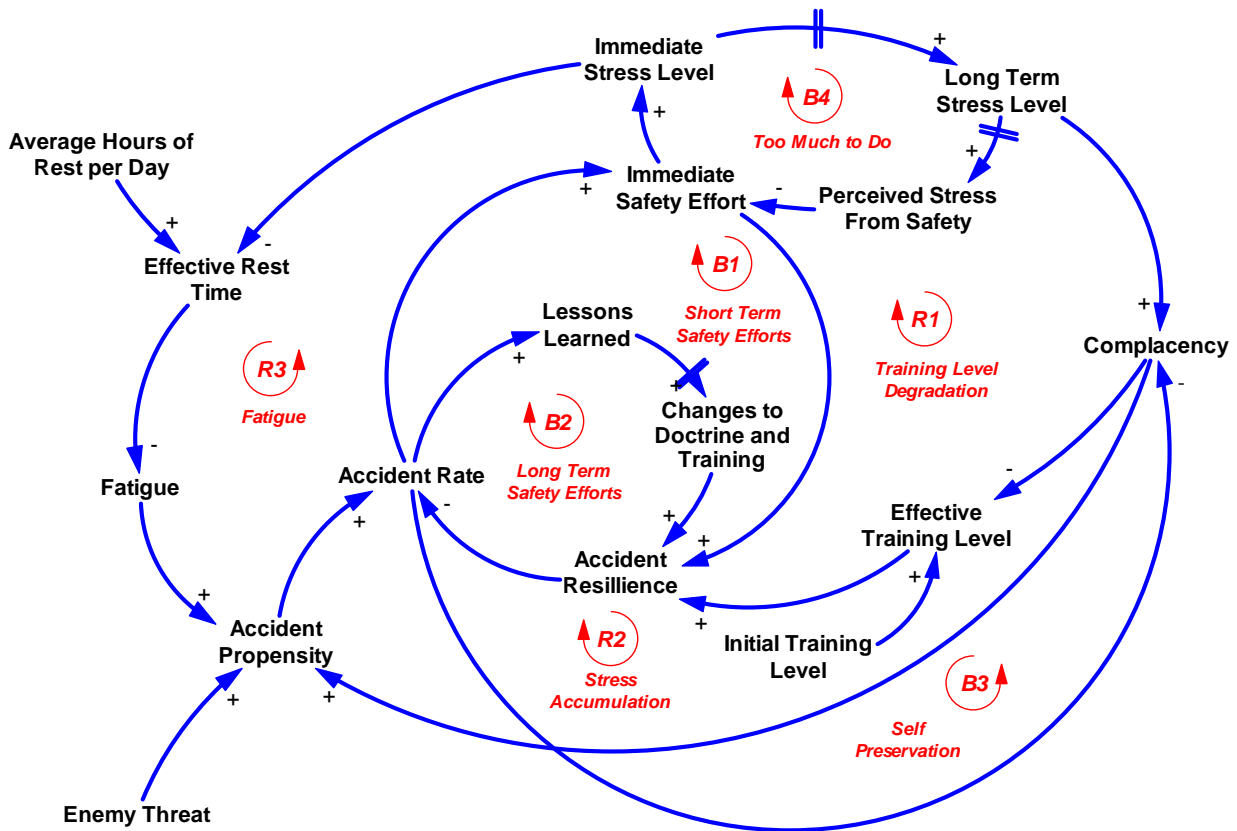 Immediate
Stress Level
+
Long Term
Stress Level
B4
Too Much to Do
+
+
Average Hours of
Rest per Day
Immediate
Safety Effort
+
-
Perceived Stress
From Safety
+
-
Effective Rest
Time
B1
Short Term
Safety Efforts
Lessons
Learned
+
R1
Training Level
Degradation
+
Complacency
-
R3
Fatigue
+
Changes to
Doctrine and
Training
B2
Long Term
Safety Efforts
-
Fatigue
Accident Rate
-
+
-
Effective
Training Level
+
+
+
Accident
Resillience
+
+
+
Initial Training
Level
Accident
Propensity
+
+
R2
Stress
Accumulation
B3
Self
Preservation
Enemy Threat